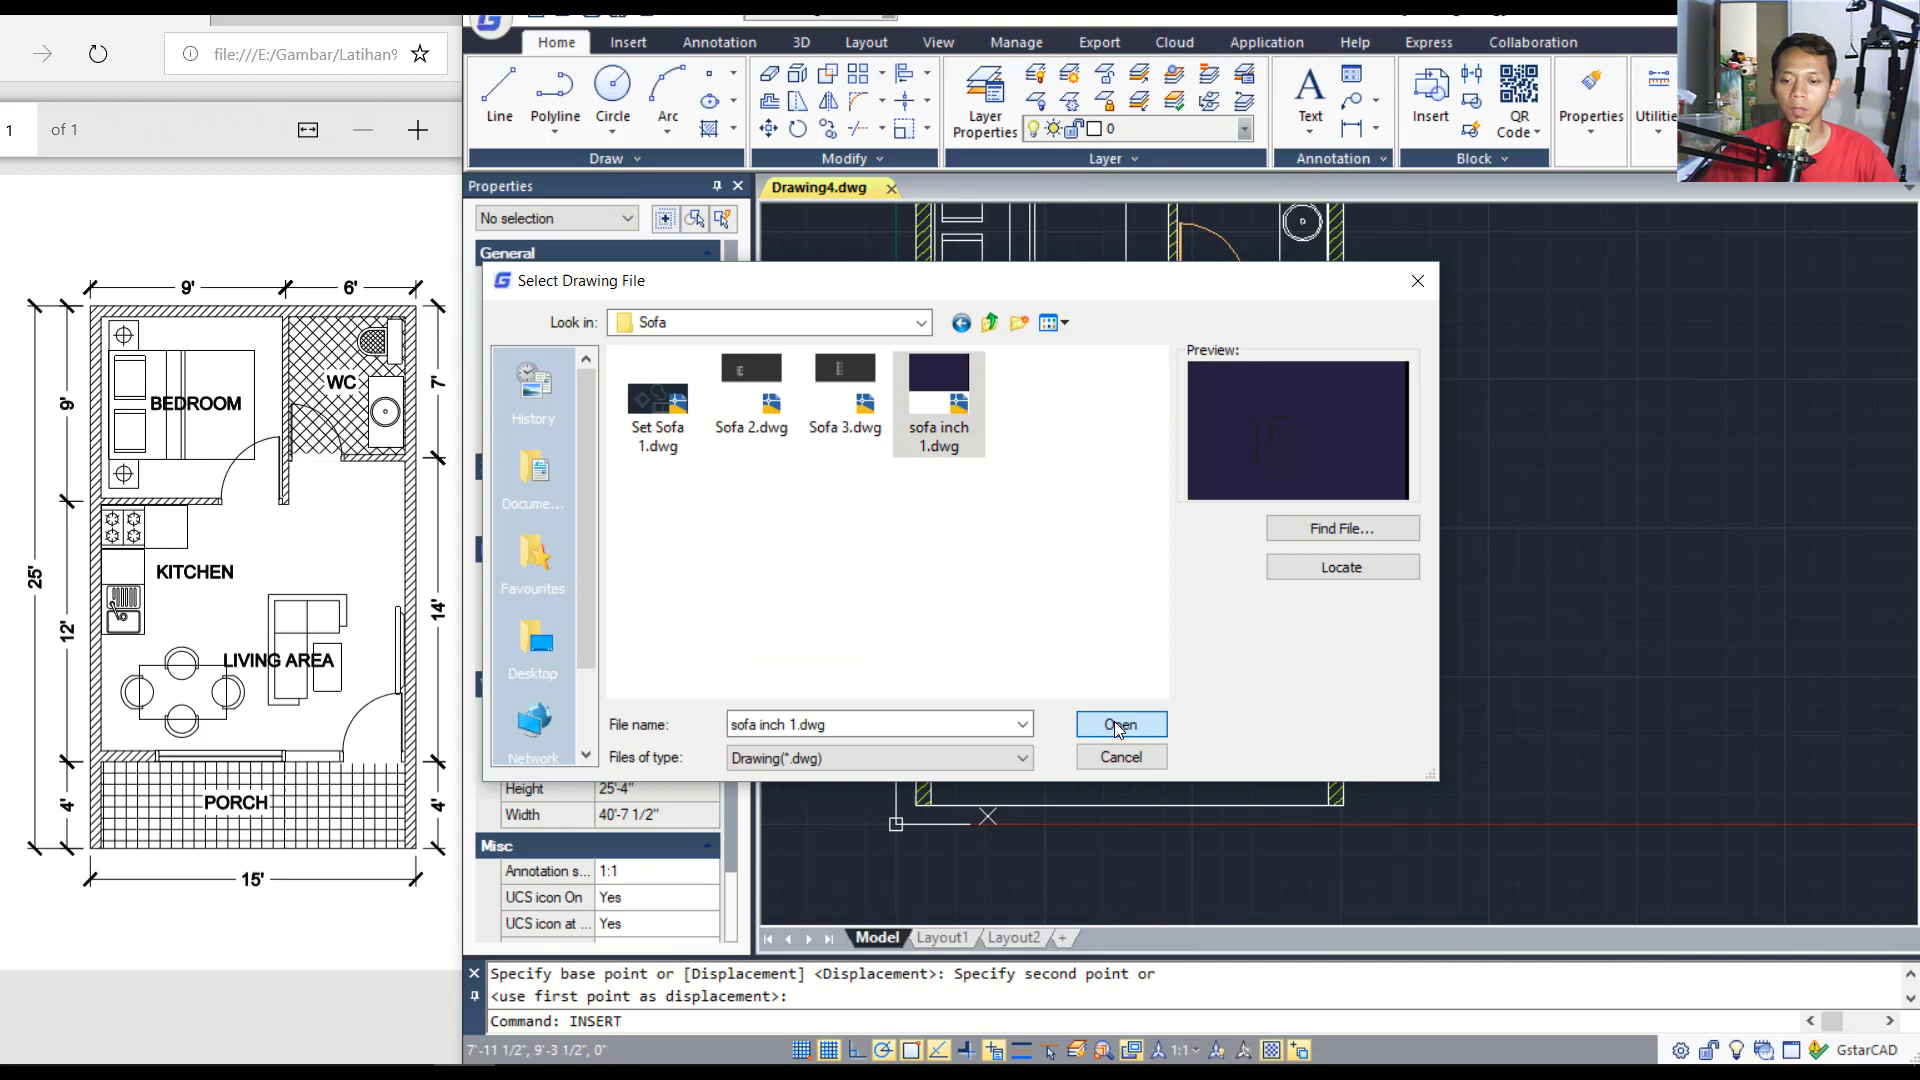 file:///E:/Gambar/Latihan9
1
of 1
9'
6'
BEDROOM
WC
9'
7'
25'
KITCHEN
12'
14'
LIVING AREA
PORCH
4'
4'
15'
Home
Insert
Annotation
3D
Layout
View
Manage
Export
Cloud
Application
Help
Express
Collaboration
Line
Polyline
Circle
Arc
Layer
Properties
0
Text
Insert
QR
Code
Properties
Utilitie
Draw
Modify
Layer
Annotation
Block
Properties
Drawing4.dwg
No selection
General
Select Drawing File
Look in:
Sofa
Preview:
History
Docume...
Favourites
Desktop
Network
Set Sofa
1.dwg
Sofa 2.dwg
Sofa 3.dwg
sofa inch
1.dwg
Find File...
Locate
File name:
sofa inch 1.dwg
Open
Files of type:
Drawing(*.dwg)
Cancel
Height
25'-4"
Width
40'-7 1/2"
Misc
Annotation s...
1:1
UCS icon On
Yes
UCS icon at ...
Yes
Model
Layout1
Layout2
+
Specify base point or [Displacement] <Displacement>: Specify second point or
<use first point as displacement>:
Command: INSERT
7'-11 1/2", 9'-3 1/2", 0"
1:1
GstarCAD